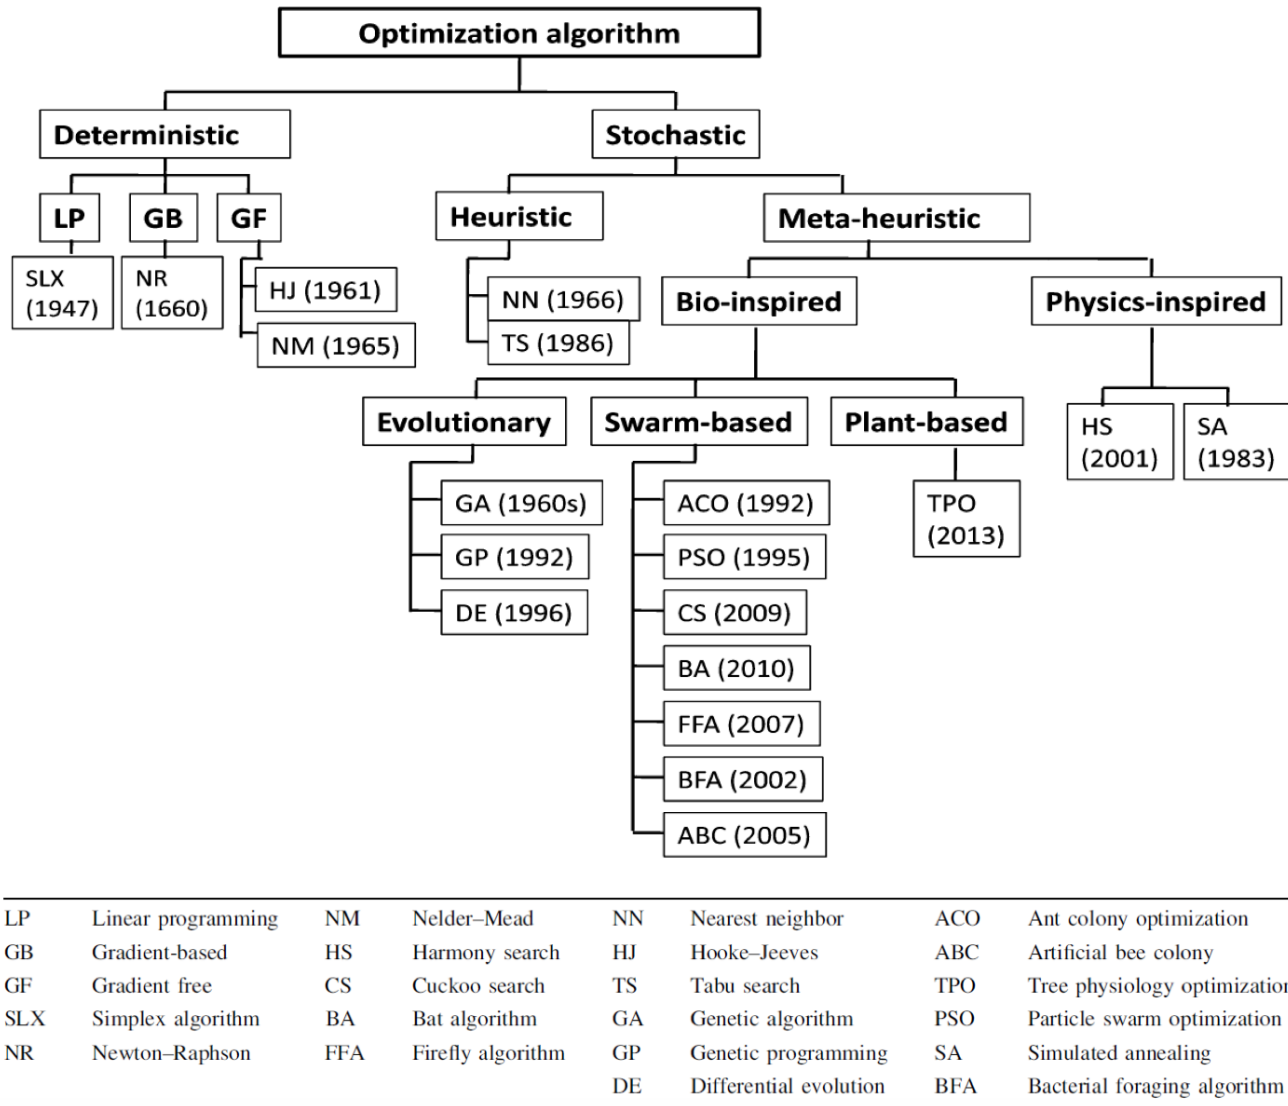 Optimization algorithm
Deterministic
Stochastic
LP
GB
GF
Heuristic
Meta-heuristic
SLX
(1947)
NR
(1660)
HJ (1961)
NM (1965)
NN (1966)
TS (1986)
Bio-inspired
Physics-inspired
Evolutionary
Swarm-based
Plant-based
HS
(2001)
SA
(1983)
GA (1960s)
GP (1992)
DE (1996)
ACO (1992)
PSO (1995)
CS (2009)
BA (2010)
FFA (2007)
BFA (2002)
ABC (2005)
TPO
(2013)
LP Linear programming NM Nelder–Mead NN Nearest neighbor ACO Ant colony optimization
GB Gradient-based HS Harmony search HJ Hooke–Jeeves ABC Artificial bee colony
GF Gradient free CS Cuckoo search TS Tabu search TPO Tree physiology optimization
SLX Simplex algorithm BA Bat algorithm GA Genetic algorithm PSO Particle swarm optimization
NR Newton–Raphson FFA Firefly algorithm GP Genetic programming SA Simulated annealing
DE Differential evolution BFA Bacterial foraging algorithm